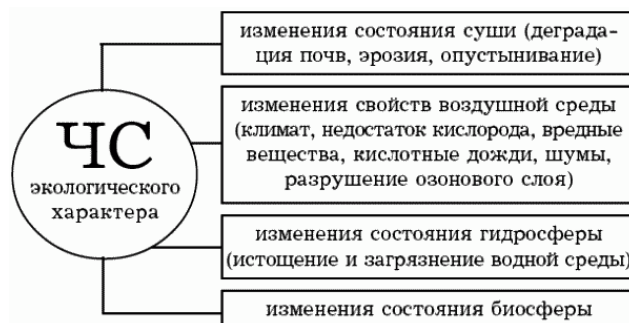 ЧС
экологического
характера
изменения состояния суши (деграда-
ция почв, эрозия, опустынивание)
изменения свойств воздушной среды
(климат, недостаток кислорода, вредные
вещества, кислотные дожди, шумы,
разрушение озонового слоя)
изменения состояния гидросферы
(истощение и загрязнение водной среды)
изменения состояния биосферы